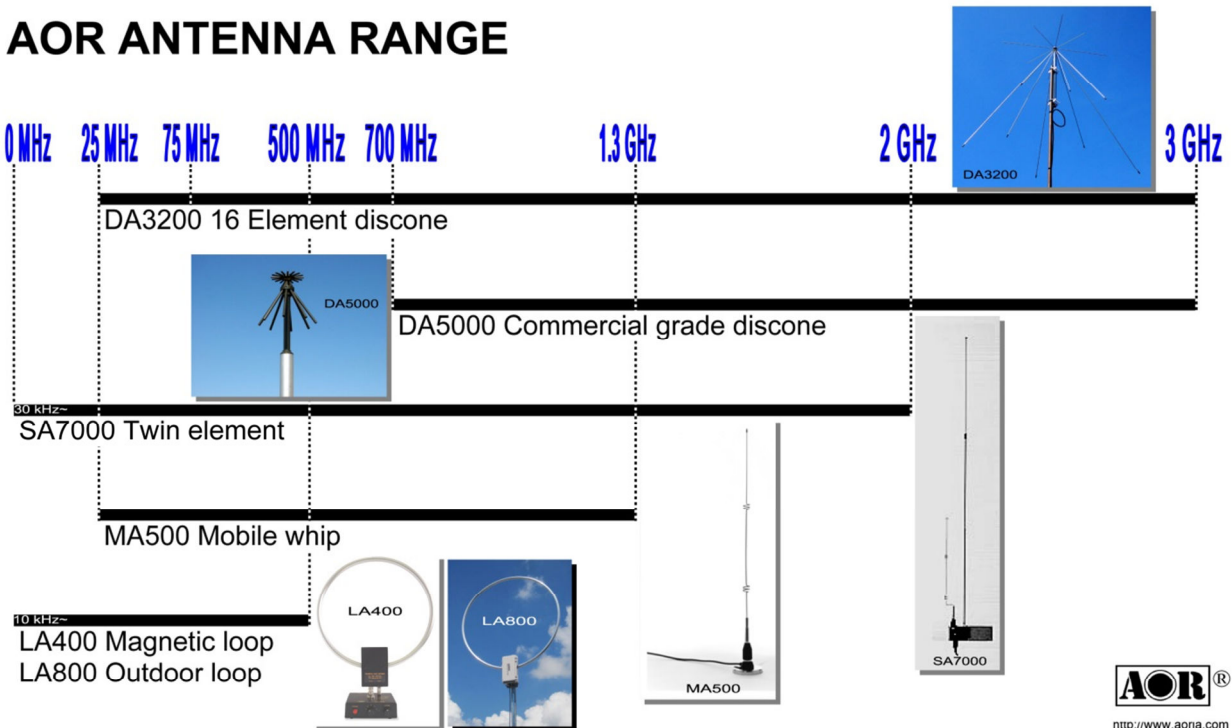 AOR ANTENNA RANGE
0 MHz 25 MHz 75 MHz 500 MHz 700 MHz 1.3 GHz 2 GHz 3 GHz
DA3200
DA3200 16 Element discone
DA5000
DA5000 Commercial grade discone
30 kHz~
SA7000 Twin element
MA500 Mobile whip
10 kHz~
LA400 Magnetic loop
LA800 Outdoor loop
LA400
LA800
MA500
SA7000
AOR®
http://www.aorja.com